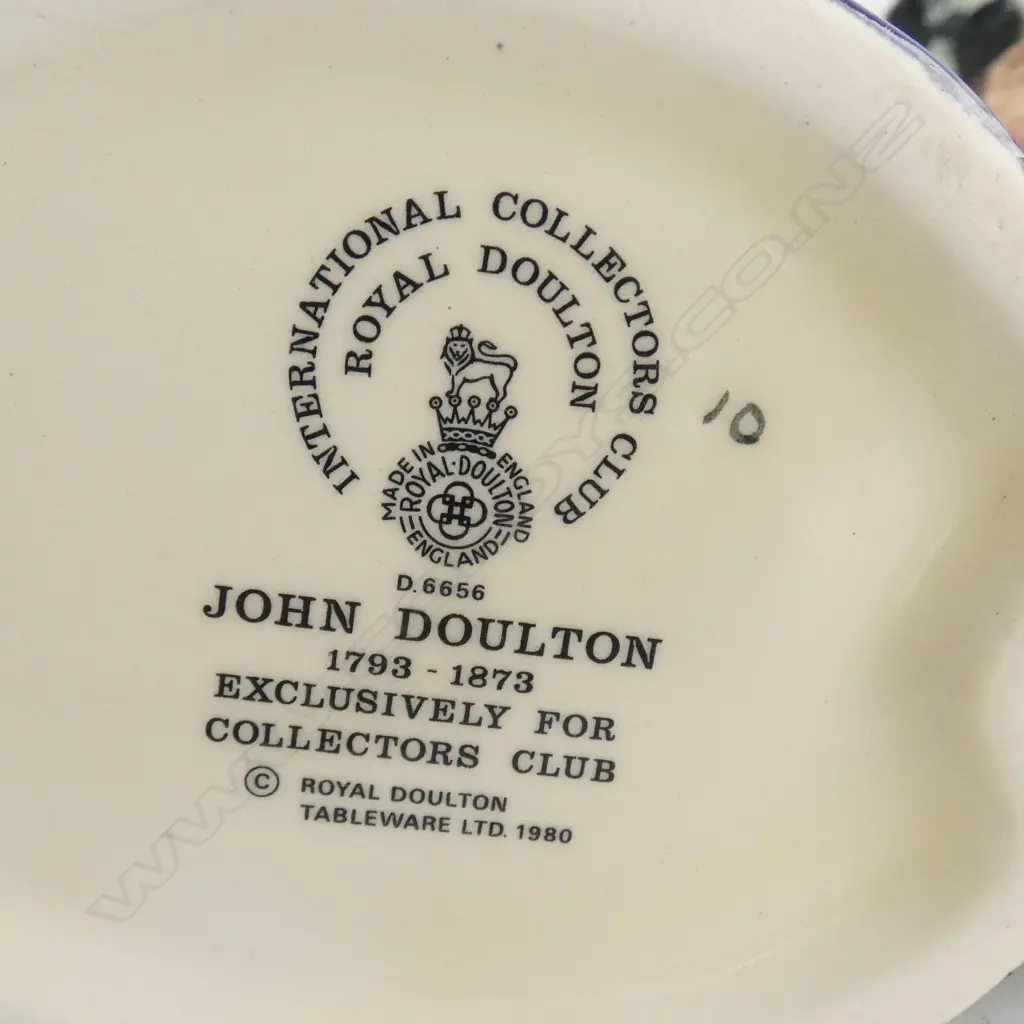 INTERNATIONAL COLLECTORS CLUB
ROYAL DOULTON
MADE IN ENGLAND
ROYAL·DOULTON
ENGLAND
10
D.6656
JOHN DOULTON
1793 - 1873
EXCLUSIVELY FOR
COLLECTORS CLUB
© ROYAL DOULTON
TABLEWARE LTD. 1980